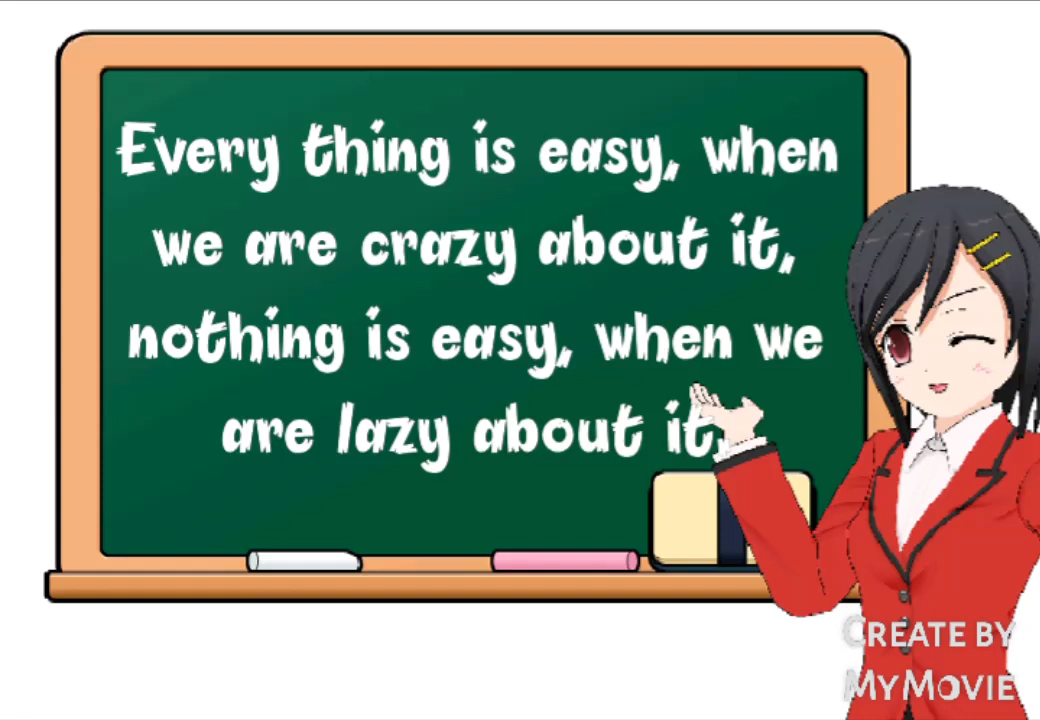 Every thing is easy, when
we are crazy about it,
nothing is easy, when we
are lazy about it,
CREATE BY
MYMOVIE